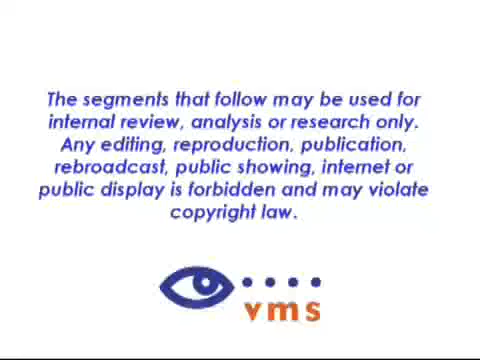 The segments that follow may be used for
internal review, analysis or research only.
Any editing, reproduction, publication,
rebroadcast, public showing, internet or
public display is forbidden and may violate
copyright law.
vms